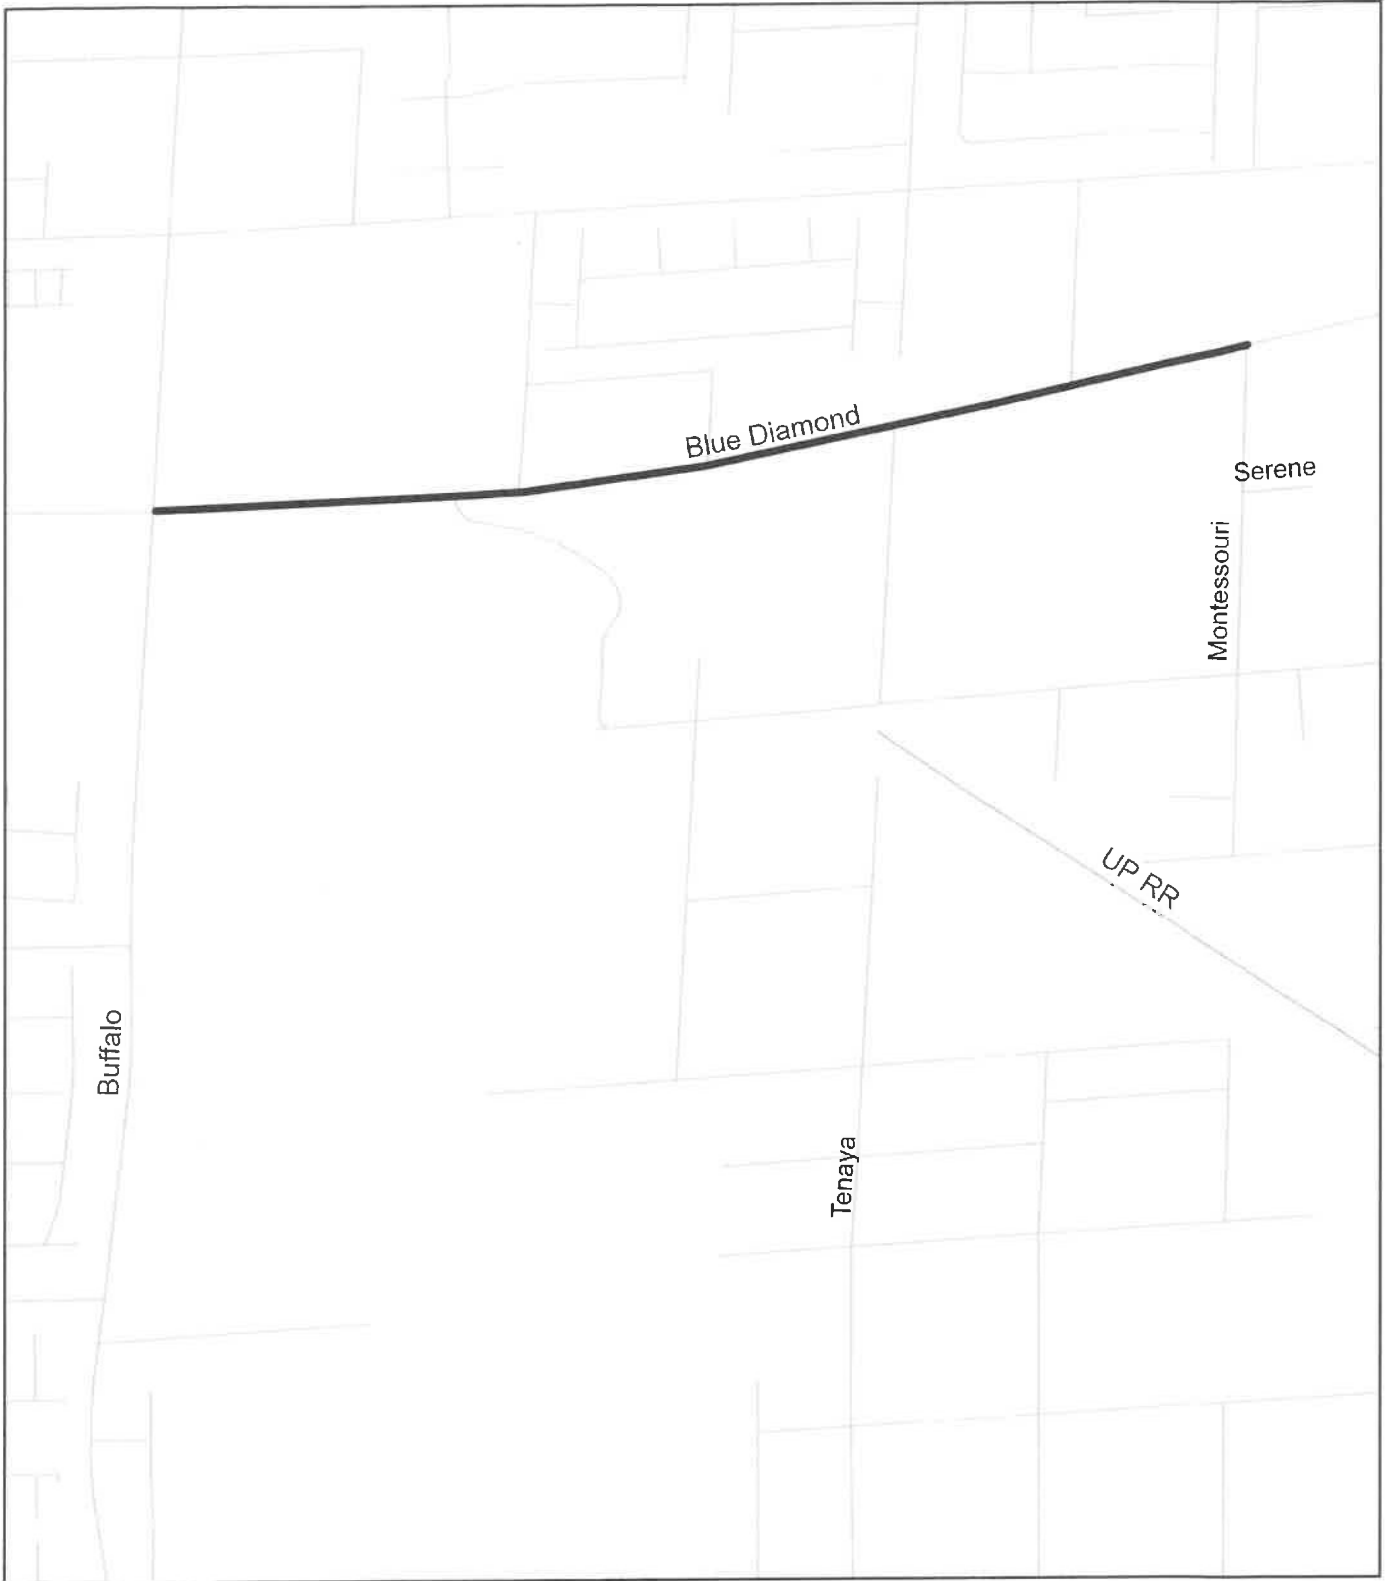 Blue Diamond
Serene
Montessouri
UP RR
Buffalo
Tenaya